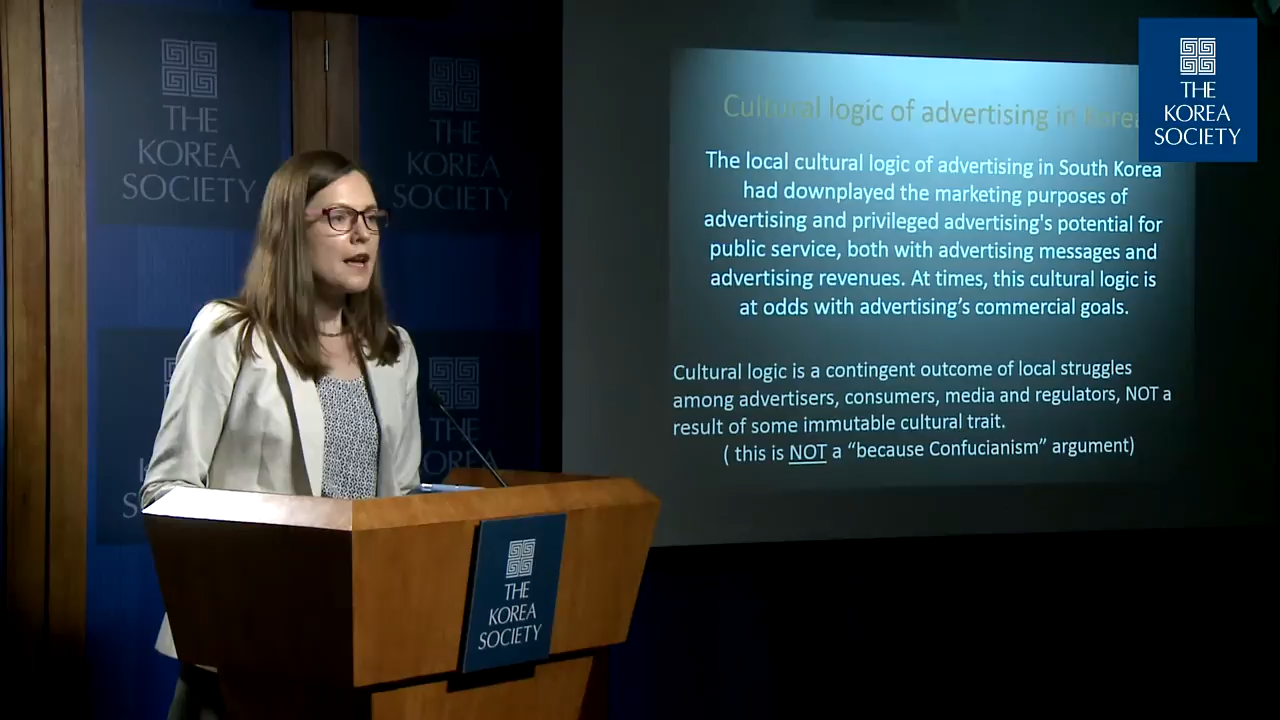 THE
KOREA
SOCIETY
THE
KOREA
SOCIETY
THE
KOREA
SOCIETY
Cultural logic of advertising in Korea
The local cultural logic of advertising in South Korea
had downplayed the marketing purposes of
advertising and privileged advertising's potential for
public service, both with advertising messages and
advertising revenues. At times, this cultural logic is
at odds with advertising’s commercial goals.
Cultural logic is a contingent outcome of local struggles
among advertisers, consumers, media and regulators, NOT a
result of some immutable cultural trait.
( this is NOT a “because Confucianism” argument)
THE
KOREA
THE
KOREA
SOCIETY